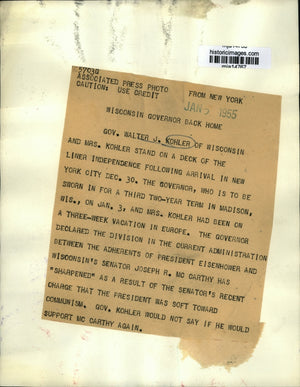 historicimages.com
57030
ASSOCIATED PRESS PHOTO
FROM NEW YORK
CAUTION: USE CREDIT
JAN 5 1955
WISCONSIN GOVERNOR BACK HOME
GOV. WALTER J. KOHLER OF WISCONSIN
AND MRS. KOHLER STAND ON A DECK OF THE
LINER INDEPENDENCE FOLLOWING ARRIVAL IN NEW
YORK CITY DEC. 30. THE GOVERNOR, WHO IS TO BE
SWORN IN FOR A THIRD TWO-YEAR TERM IN MADISON,
WIS., ON JAN. 3, AND MRS. KOHLER HAD BEEN ON
A THREE-WEEK VACATION IN EUROPE. THE GOVERNOR
DECLARED THE DIVISION IN THE CURRENT ADMINISTRATION
BETWEEN THE ADHERENTS OF PRESIDENT EISENHOWER AND
WISCONSIN'S SENATOR JOSEPH R. MC CARTHY HAS
"SHARPENED" AS A RESULT OF THE SENATOR'S RECENT
CHARGE THAT THE PRESIDENT WAS SOFT TOWARD
COMMUNISM. GOV. KOHLER WOULD NOT SAY IF HE WOULD
SUPPORT MC CARTHY AGAIN.